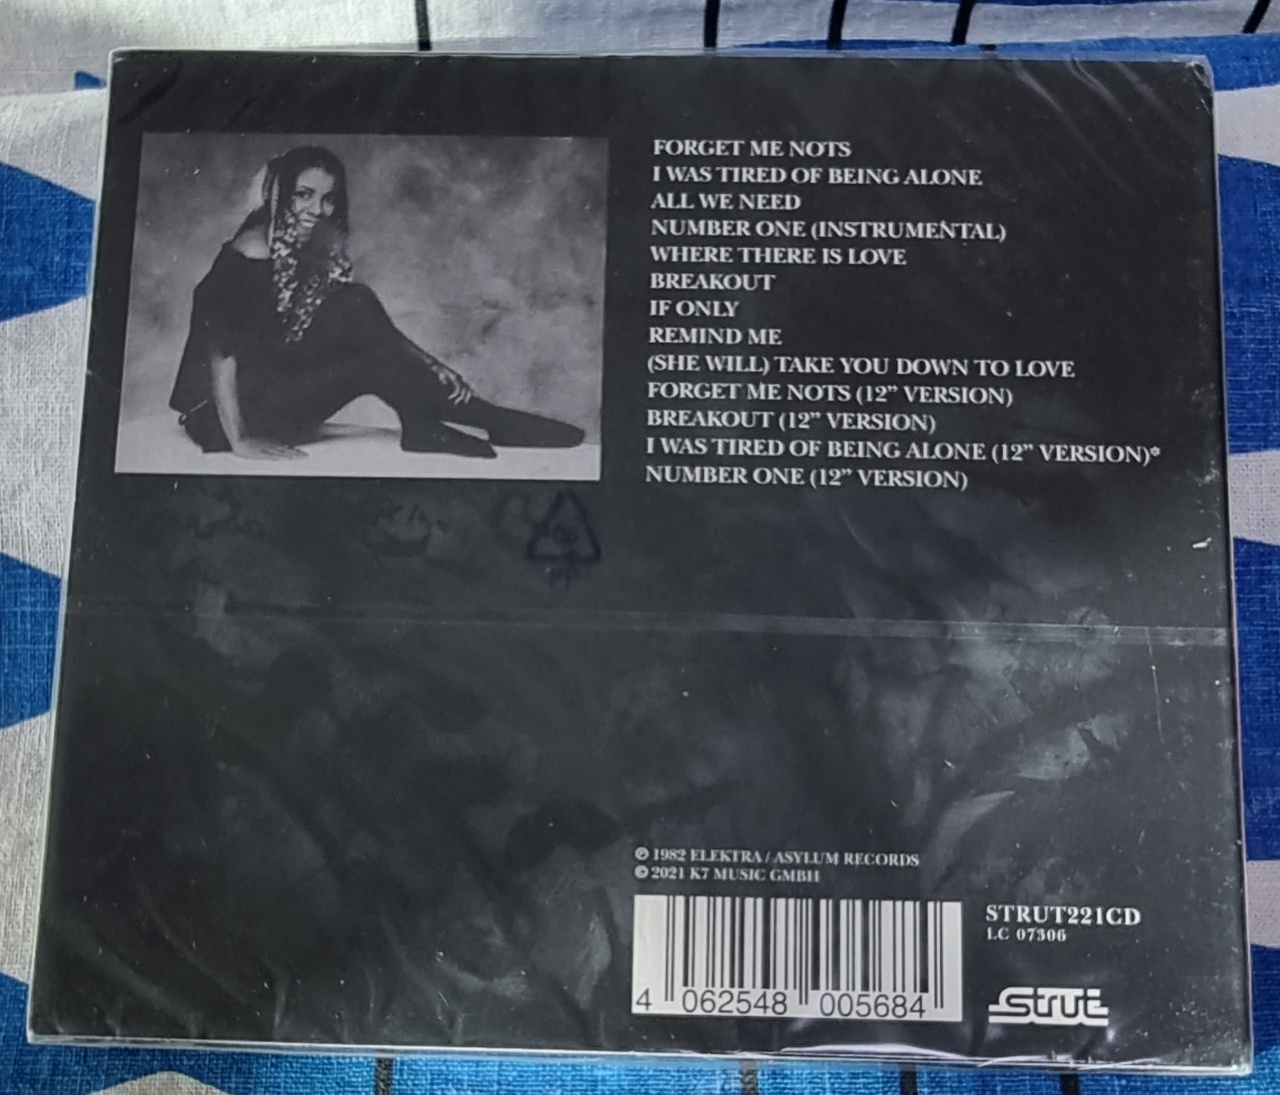 FORGET ME NOTS
I WAS TIRED OF BEING ALONE
ALL WE NEED
NUMBER ONE (INSTRUMENTAL)
WHERE THERE IS LOVE
BREAKOUT
IF ONLY
REMIND ME
(SHE WILL) TAKE YOU DOWN TO LOVE
FORGET ME NOTS (12” VERSION)
BREAKOUT (12” VERSION)
I WAS TIRED OF BEING ALONE (12” VERSION)*
NUMBER ONE (12” VERSION)
PP
℗ 1982 ELEKTRA / ASYLUM RECORDS
© 2021 K7 MUSIC GMBH
4 062548 005684
STRUT221CD
LC 07306
Strut